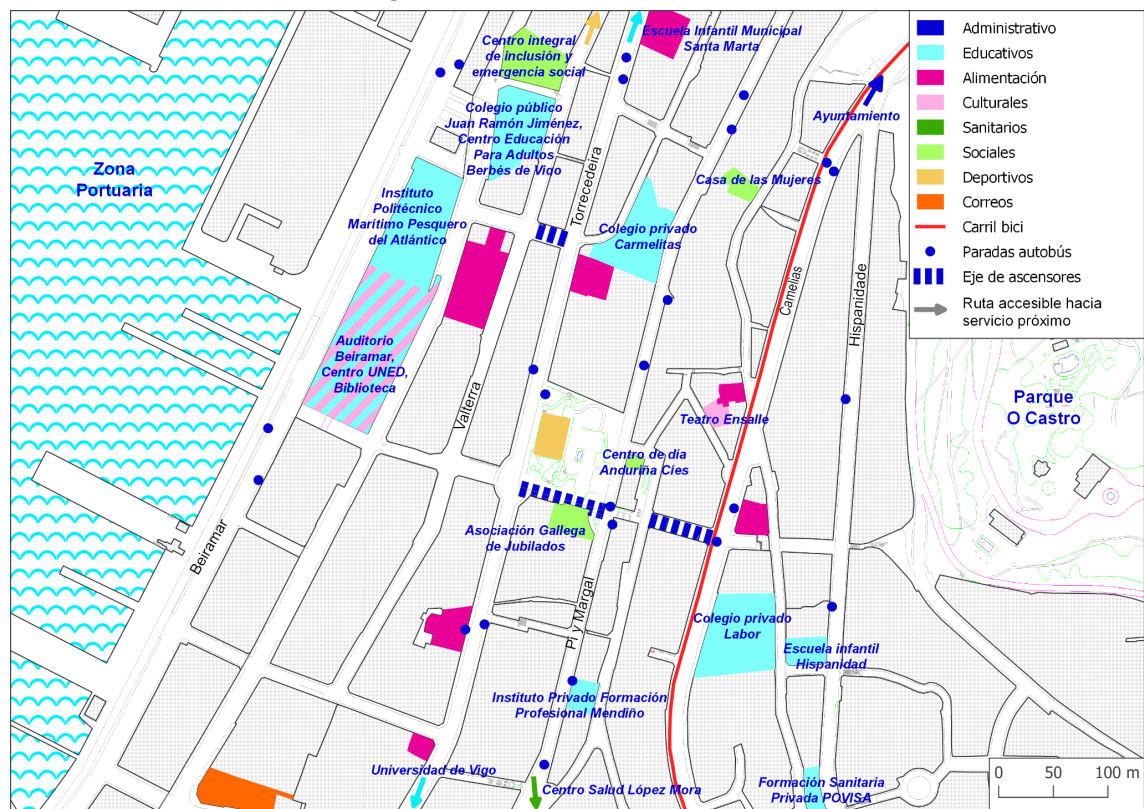 Centro integral
de inclusión y
emergencia social
Escuela Infantil Municipal
Santa Marta
Administrativo
Educativos
Alimentación
Culturales
Sanitarios
Sociales
Deportivos
Correos
Carril bici
Paradas autobús
Eje de ascensores
Ruta accesible hacia
servicio próximo
Colegio público
Juan Ramón Jiménez,
Centro Educación
Para Adultos
Berbés de Vigo
Ayuntamiento
Zona
Portuaria
Torrecedeira
Casa de las Mujeres
Instituto
Politécnico
Marítimo Pesquero
del Atlántico
Colegio privado
Carmelitas
Camelias
Hispanidade
Auditorio
Beiramar,
Centro UNED,
Biblioteca
Valterra
Teatro Ensalle
Parque
O Castro
Centro de día
Anduriña Cíes
Asociación Gallega
de Jubilados
Beiramar
Pi y Margal
Colegio privado
Labor
Escuela infantil
Hispanidad
Instituto Privado Formación
Profesional Mendiño
Universidad de Vigo
Centro Salud López Mora
Formación Sanitaria
Privada POVISA
0 50 100 m